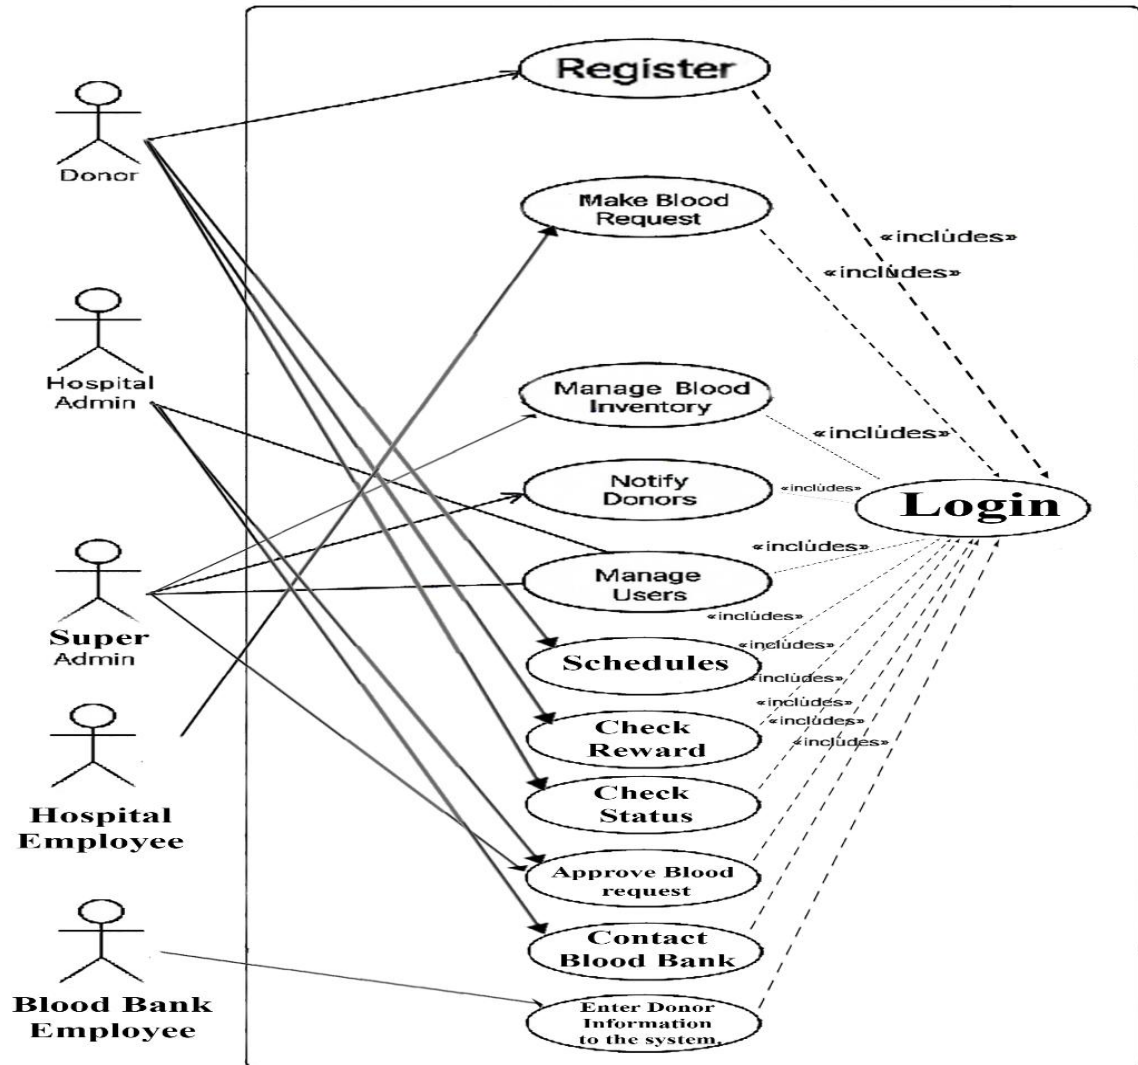 Register
Donor
Make Blood
Request
«includes»
«includes»
Hospital
Admin
Manage Blood
Inventory
«includes»
Notify
Donors
«includes»
Login
«includes»
Manage
Users
«includes»
Super
Admin
Schedules
«includes»
«includes»
Check
Reward
«includes»
«includes»
«includes»
Hospital
Employee
Check
Status
Approve Blood
request
Contact
Blood Bank
Blood Bank
Employee
Enter Donor
Information
to the system,